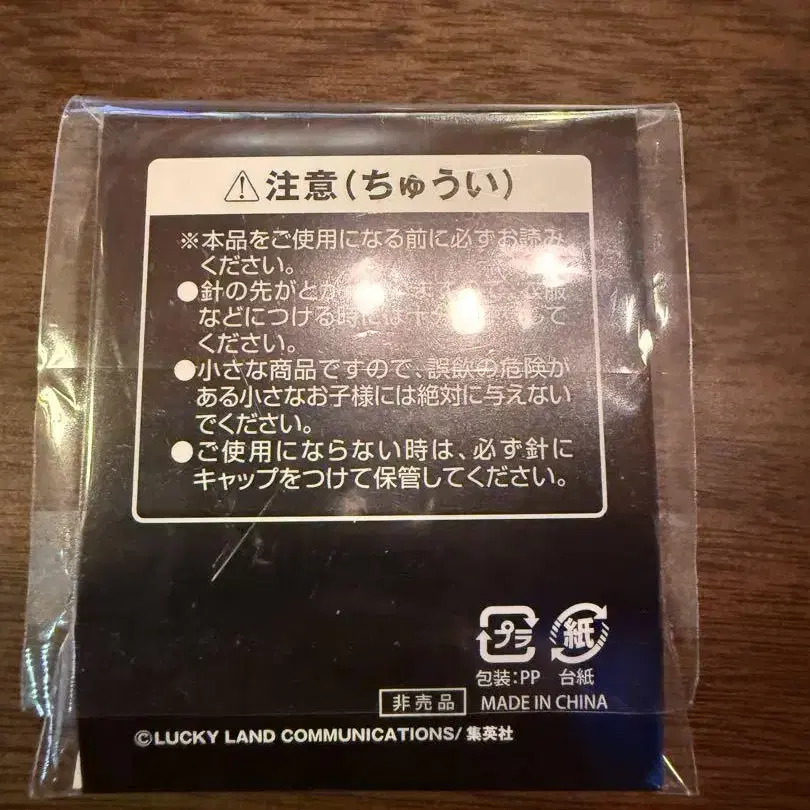 ⚠注意(ちゅうい)
※本品をご使用になる前に必ずお読み
ください。
●針の先がとが
などにつける時には
ください。
●小さな商品ですので、誤飲の危険が
ある小さなお子様には絶対に与えない
でください。
●ご使用にならない時は、必ず針に
キャップをつけて保管してください。
プラ 紙
包装:PP 台紙
非売品 MADE IN CHINA
©LUCKY LAND COMMUNICATIONS/集英社